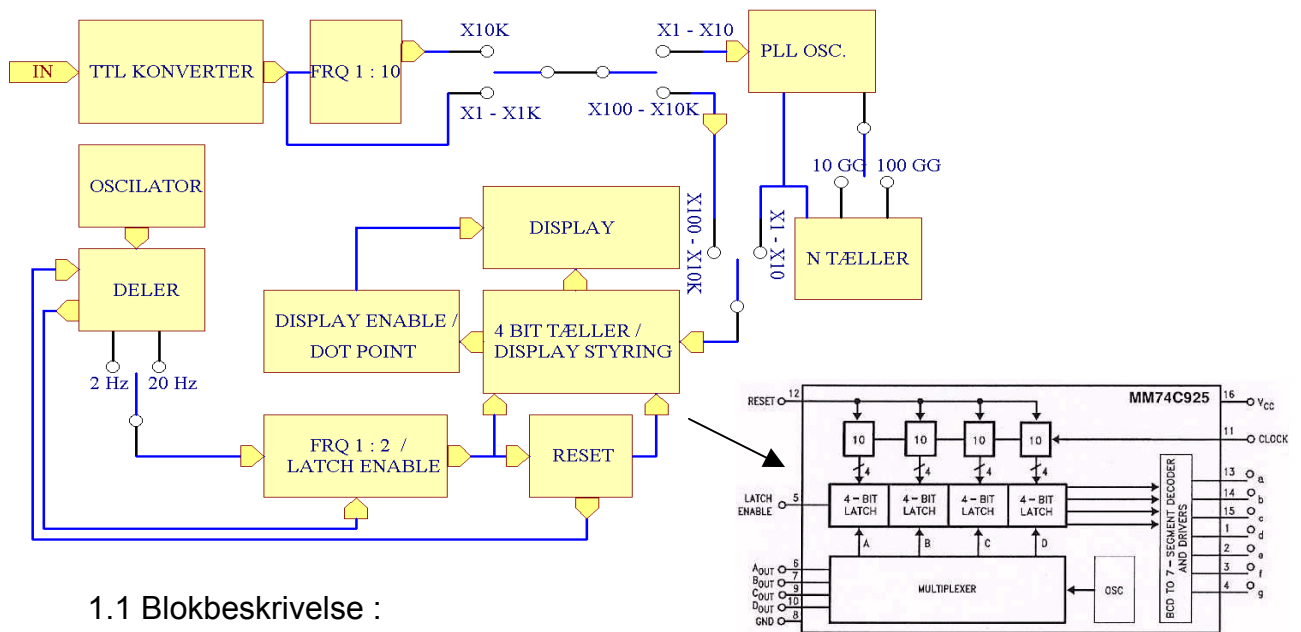 IN
TTL KONVERTER
FRQ 1 : 10
X10K
X1 - X1K
X1 - X10
X100 - X10K
PLL OSC.
10 GG
100 GG
N TÆLLER
X100 - X10K
X1 - X10
OSCILATOR
DELER
2 Hz
20 Hz
DISPLAY
DISPLAY ENABLE /
DOT POINT
4 BIT TÆLLER /
DISPLAY STYRING
FRQ 1 : 2 /
LATCH ENABLE
RESET
MM74C925
RESET
12
16
VCC
11
CLOCK
10
10
10
10
4
4
4
4
LATCH
ENABLE
5
4 – BIT
LATCH
4 – BIT
LATCH
4 – BIT
LATCH
4 – BIT
LATCH
A
B
C
D
AOUT
6
BOUT
7
COUT
9
DOUT
10
GND
8
MULTIPLEXER
OSC
BCD TO 7 – SEGMENT DECODER
AND DRIVERS
13
a
14
b
15
c
1
d
2
e
3
f
4
g
1.1 Blokbeskrivelse :